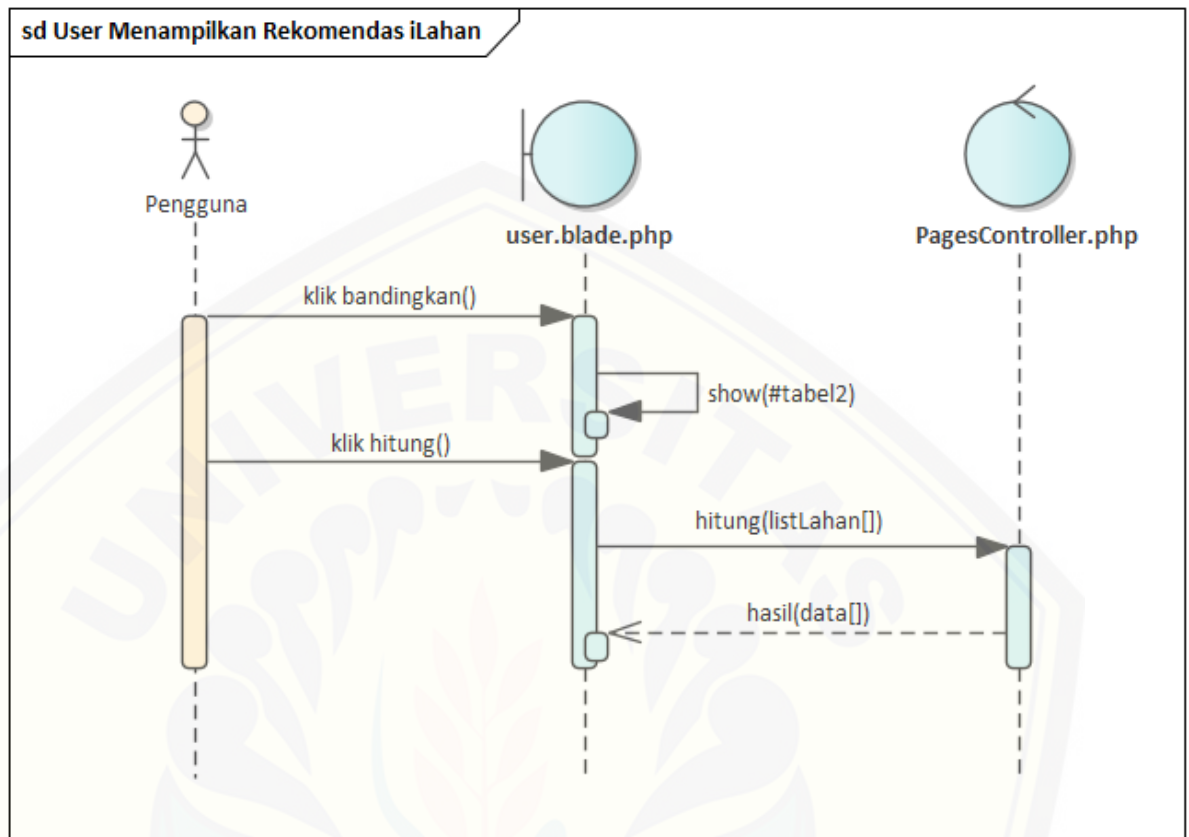 sd User Menampilkan Rekomendas iLahan
Pengguna
user.blade.php
PagesController.php
klik bandingkan()
show(#tabel2)
klik hitung()
hitung(listLahan[])
hasil(data[])
UNIVERSITAS